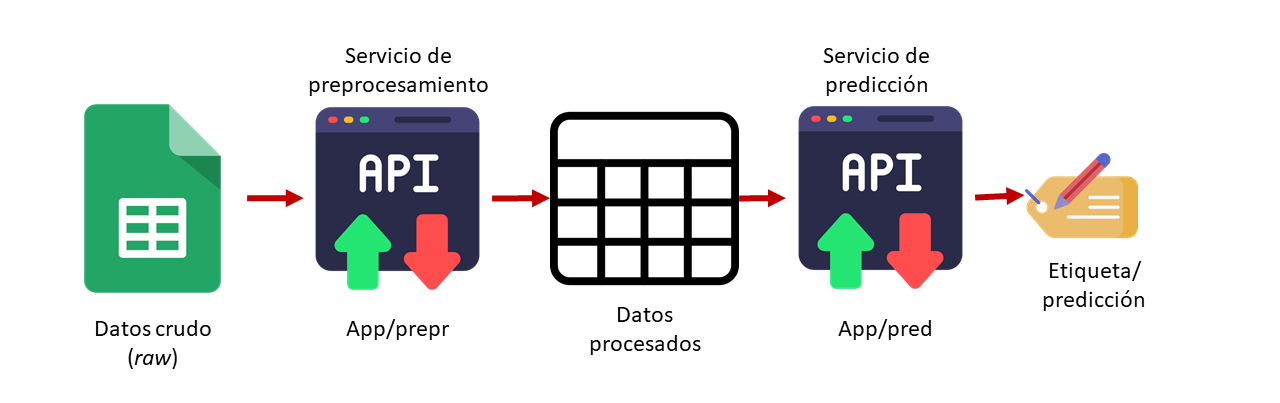 Servicio de
preprocesamiento
Servicio de
predicción
API
API
Datos crudo
(raw)
App/prepr
Datos
procesados
App/pred
Etiqueta/
predicción